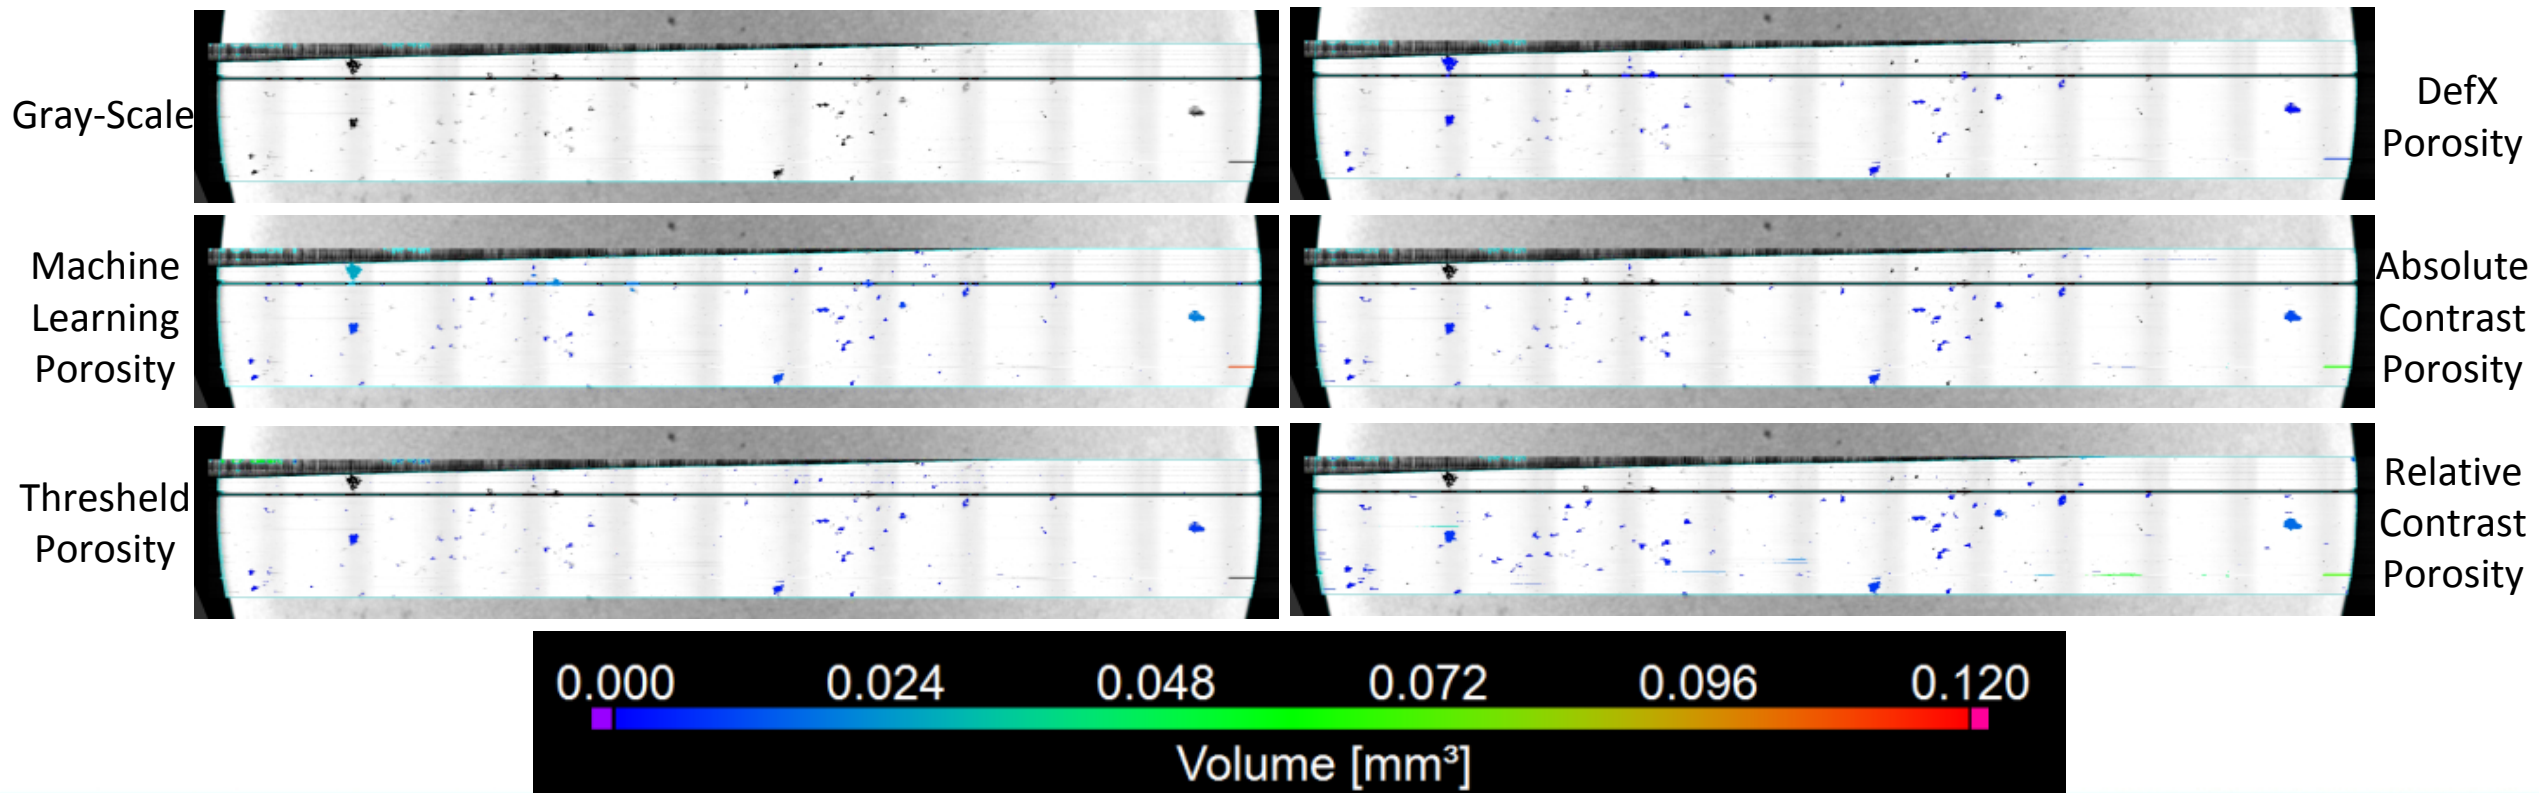 Gray-Scale
DefX
Porosity
Machine
Learning
Porosity
Absolute
Contrast
Porosity
Thresheld
Porosity
Relative
Contrast
Porosity
0.000 0.024 0.048 0.072 0.096 0.120
Volume [mm³]